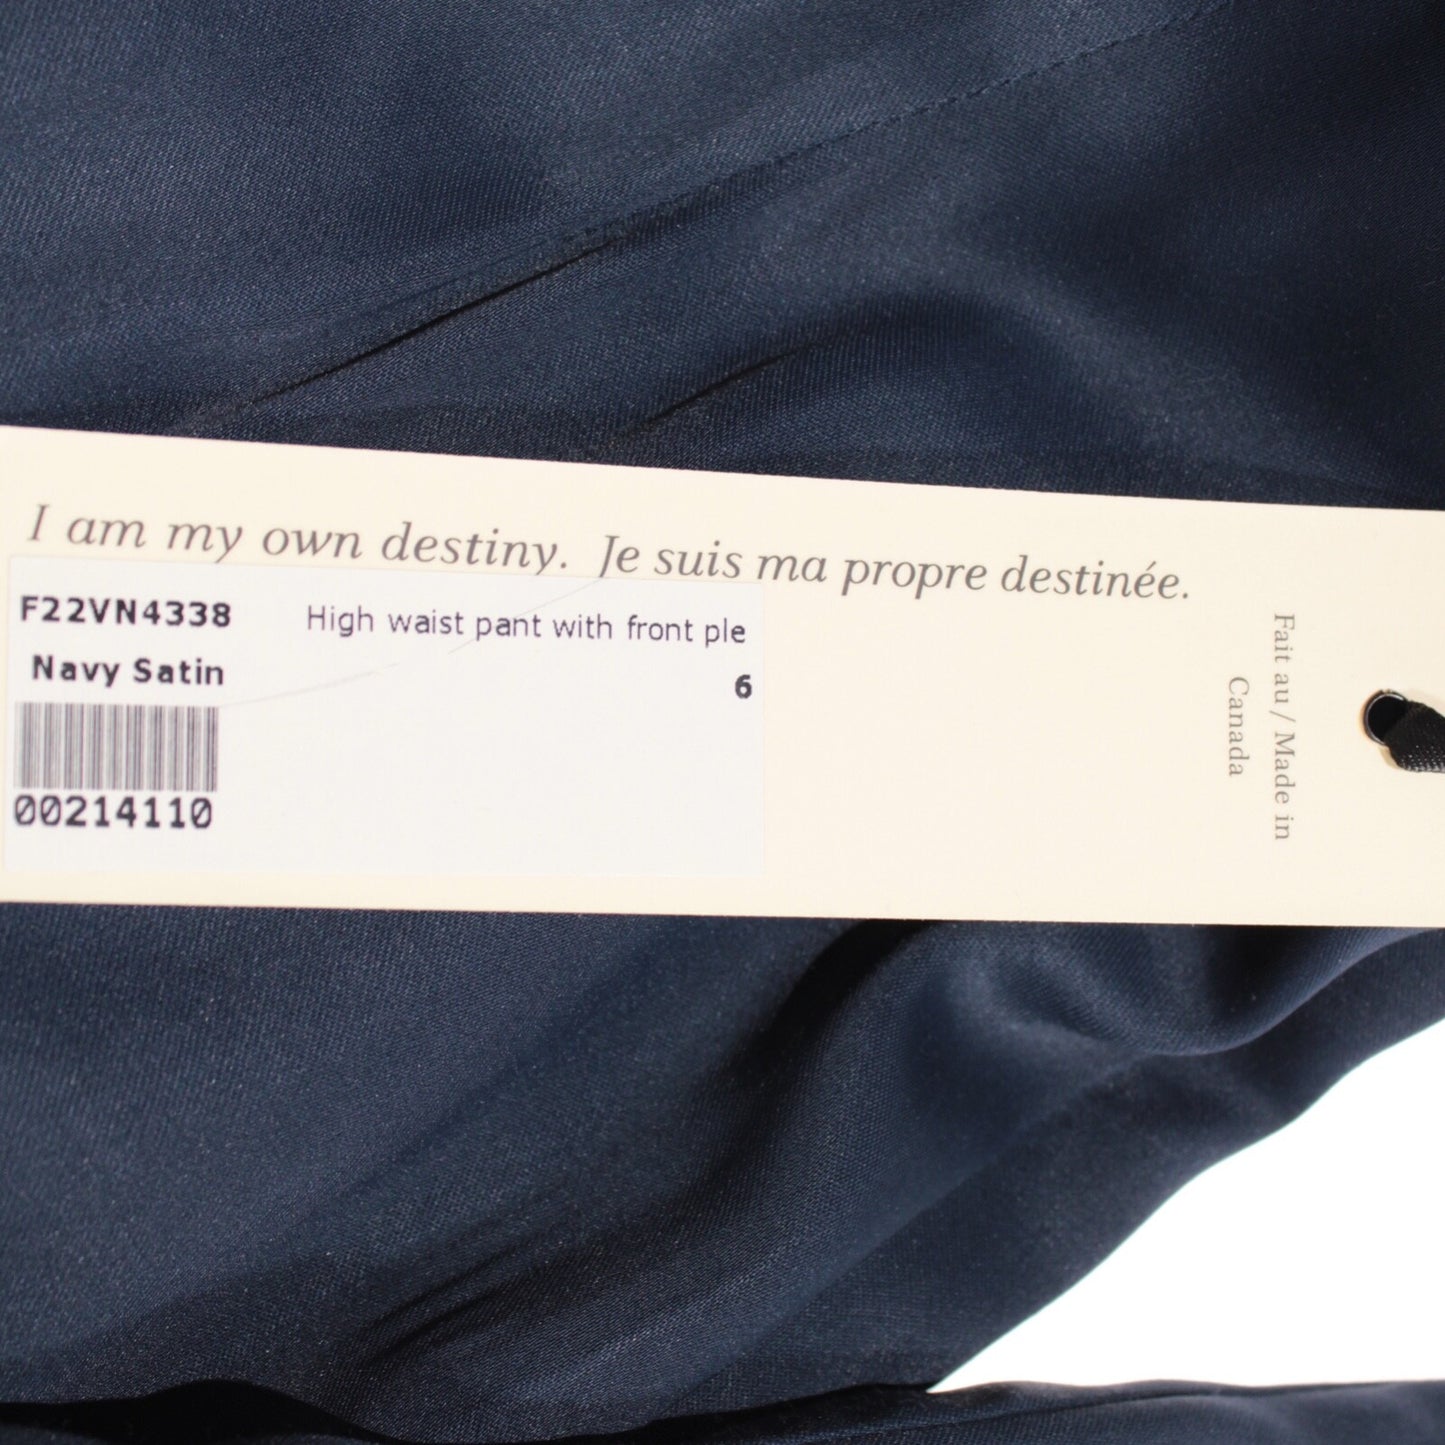 I am my own destiny. Je suis ma propre destinée.
F22VN4338 High waist pant with front ple
Navy Satin 6
00214110
Fait au / Made in
Canada